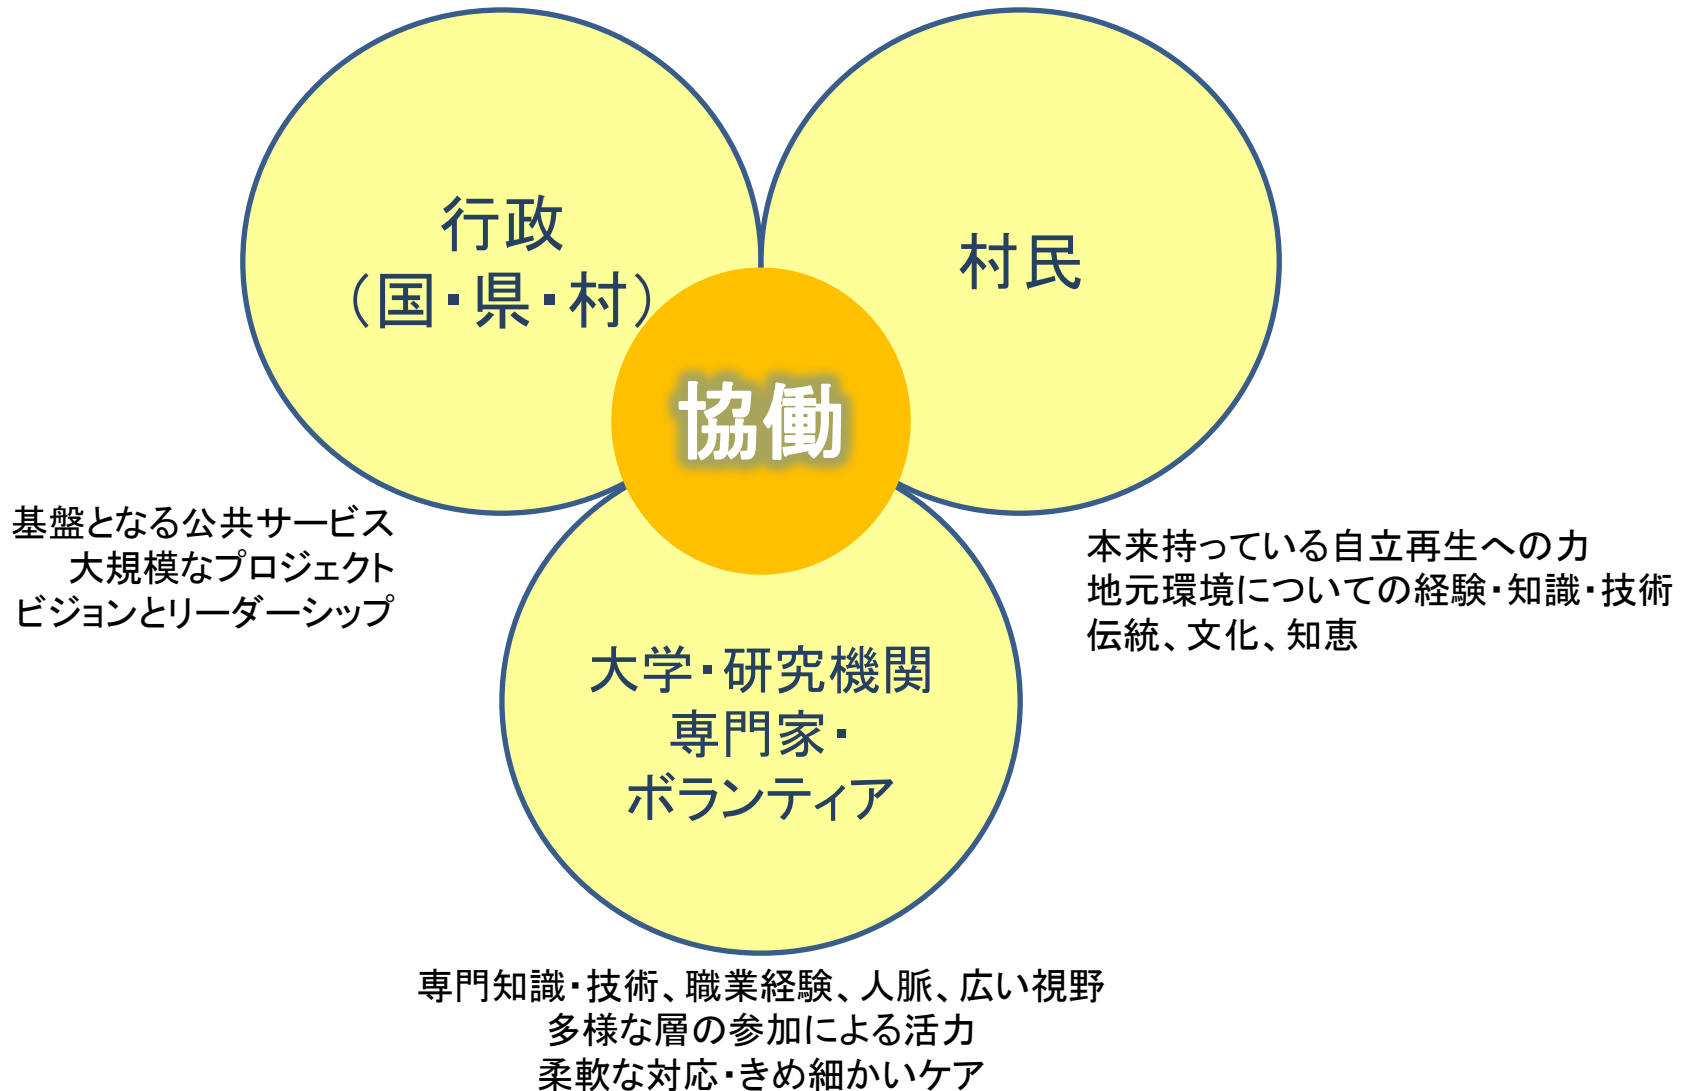 行政
（国・県・村）
村民
協働
基盤となる公共サービス
大規模なプロジェクト
ビジョンとリーダーシップ
本来持っている自立再生への力
地元環境についての経験・知識・技術
伝統、文化、知恵
大学・研究機関
専門家・
ボランティア
専門知識・技術、職業経験、人脈、広い視野
多様な層の参加による活力
柔軟な対応・きめ細かいケア